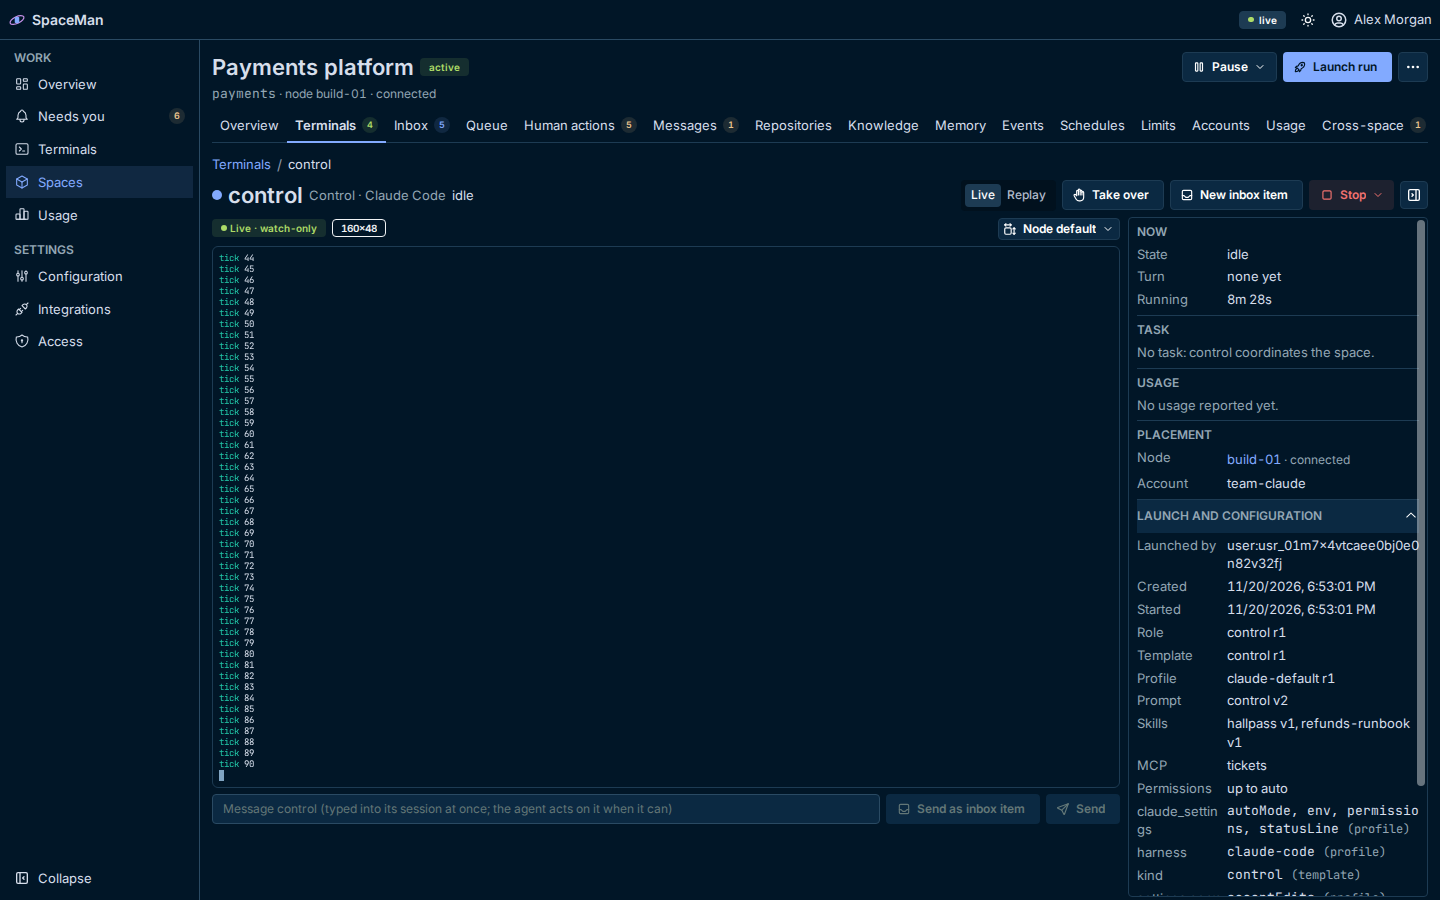 SpaceMan
live
Alex Morgan
WORK
Overview
Needs you 6
Terminals
Spaces
Usage
SETTINGS
Configuration
Integrations
Access
Collapse
Payments platform active
payments · node build-01 · connected
Pause
Launch run
Overview Terminals 4 Inbox 5 Queue Human actions 5 Messages 1 Repositories Knowledge Memory Events Schedules Limits Accounts Usage Cross-space 1
Terminals / control
control Control · Claude Code idle
Live Replay Take over New inbox item Stop
Live · watch-only 160×48 Node default
tick 44
tick 45
tick 46
tick 47
tick 48
tick 49
tick 50
tick 51
tick 52
tick 53
tick 54
tick 55
tick 56
tick 57
tick 58
tick 59
tick 60
tick 61
tick 62
tick 63
tick 64
tick 65
tick 66
tick 67
tick 68
tick 69
tick 70
tick 71
tick 72
tick 73
tick 74
tick 75
tick 76
tick 77
tick 78
tick 79
tick 80
tick 81
tick 82
tick 83
tick 84
tick 85
tick 86
tick 87
tick 88
tick 89
tick 90
Message control (typed into its session at once; the agent acts on it when it can)
Send as inbox item
Send
NOW
State idle
Turn none yet
Running 8m 28s
TASK
No task: control coordinates the space.
USAGE
No usage reported yet.
PLACEMENT
Node build-01 · connected
Account team-claude
LAUNCH AND CONFIGURATION
Launched by user:usr_01m7×4vtcaee0bj0e0
n82v32fj
Created 11/20/2026, 6:53:01 PM
Started 11/20/2026, 6:53:01 PM
Role control r1
Template control r1
Profile claude-default r1
Prompt control v2
Skills hallpass v1, refunds-runbook
v1
MCP tickets
Permissions up to auto
claude_settin autoMode, env, permissio
gs ns, statusLine (profile)
harness claude-code (profile)
kind control (template)